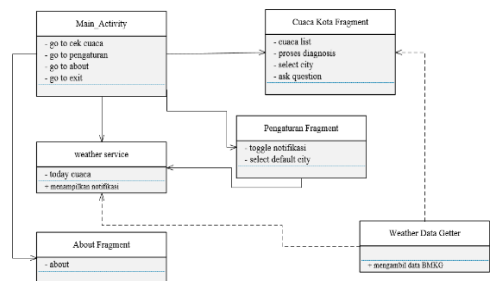 Main_Activity
- go to cek cuaca
- go to pengaturan
- go to about
- go to exit
Cuaca Kota Fragment
- cuaca list
- proses diagnosis
- select city
- ask question
Pengaturan Fragment
- toggle notifikasi
- select default city
weather service
- today cuaca
+ menampilkan notifikasi
Weather Data Getter
+ mengambil data BMKG
About Fragment
- about